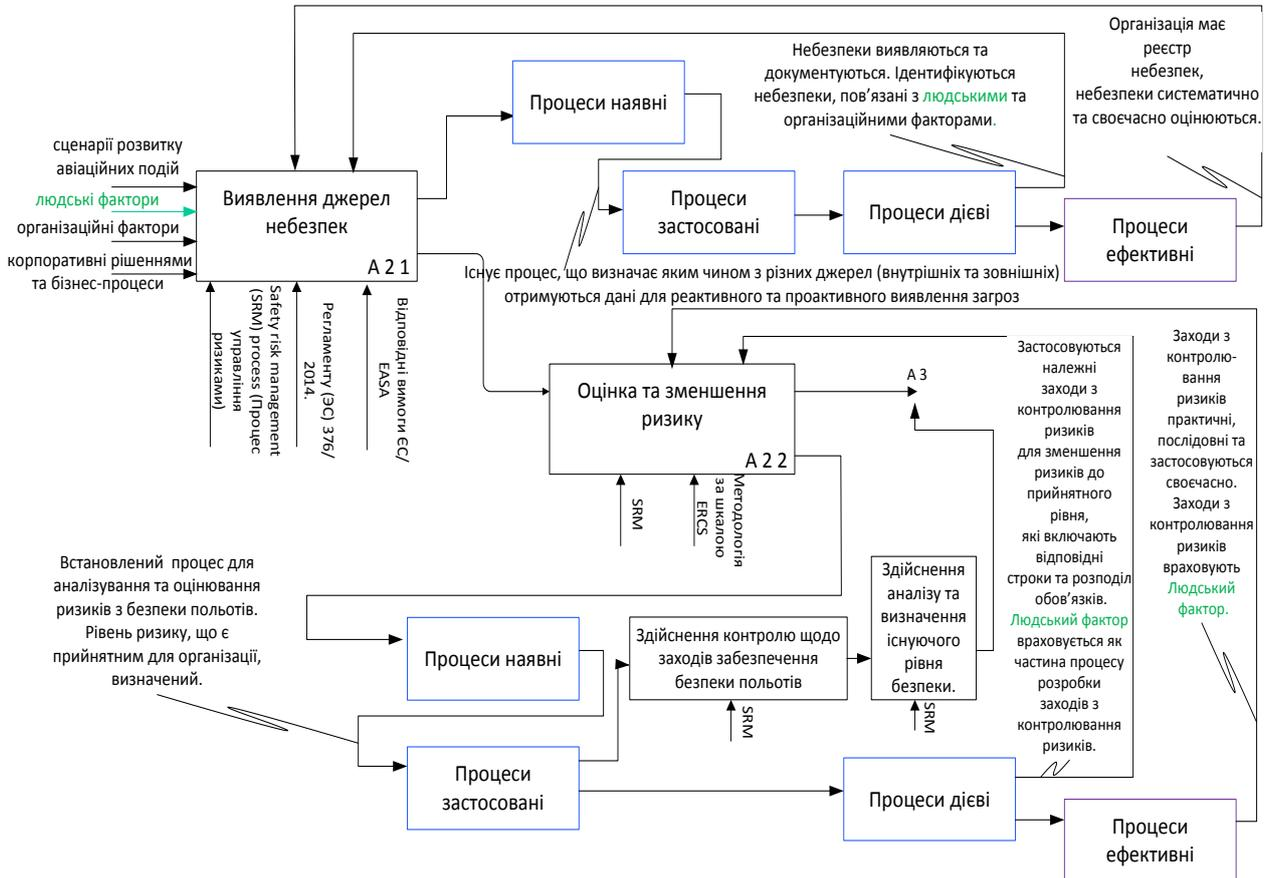 Організація має
реєстр
небезпек,
небезпеки систематично
та своєчасно оцінюються.
Небезпеки виявляються та
документуються. Ідентифікуються
небезпеки, пов’язані з людськими та
організаційними факторами.
Процеси наявні
сценарії розвитку
авіаційних подій
людські фактори
організаційні фактори
корпоративні рішеннями
та бізнес-процеси
Виявлення джерел
небезпек
А 2 1
Процеси
застосовані
Процеси дієві
Процеси
ефективні
Існує процес, що визначає яким чином з різних джерел (внутрішніх та зовнішніх)
отримуються дані для реактивного та проактивного виявлення загроз
Safety risk management
(SRM) process (Процес
управління
ризиками)
Регламенту (ЭС) 376/
2014.
Відповідні вимоги ЄС/
EASA
Оцінка та зменшення
ризику
А 2 2
А 3
SRM
Методологія
за шкалою
ERCS
Застосовуються
належні
заходи з
контролювання
ризиків
для зменшення
ризиків до
прийнятного
рівня,
які включають
відповідні
строки та розподіл
обов’язків.
Людський фактор
враховується як
частина процесу
розробки
заходів з
контролювання
ризиків.
Заходи з
контролю-
вання
ризиків
практичні,
послідовні та
застосовуються
своєчасно.
Заходи з
контролювання
ризиків
враховують
Людський
фактор.
Встановлений процес для
аналізування та оцінювання
ризиків з безпеки польотів.
Рівень ризику, що є
прийнятним для організації,
визначений.
Процеси наявні
Здійснення контролю щодо
заходів забезпечення
безпеки польотів
SRM
Здійснення
аналізу та
визначення
існуючого
рівня
безпеки.
SRM
Процеси
застосовані
Процеси дієві
Процеси
ефективні